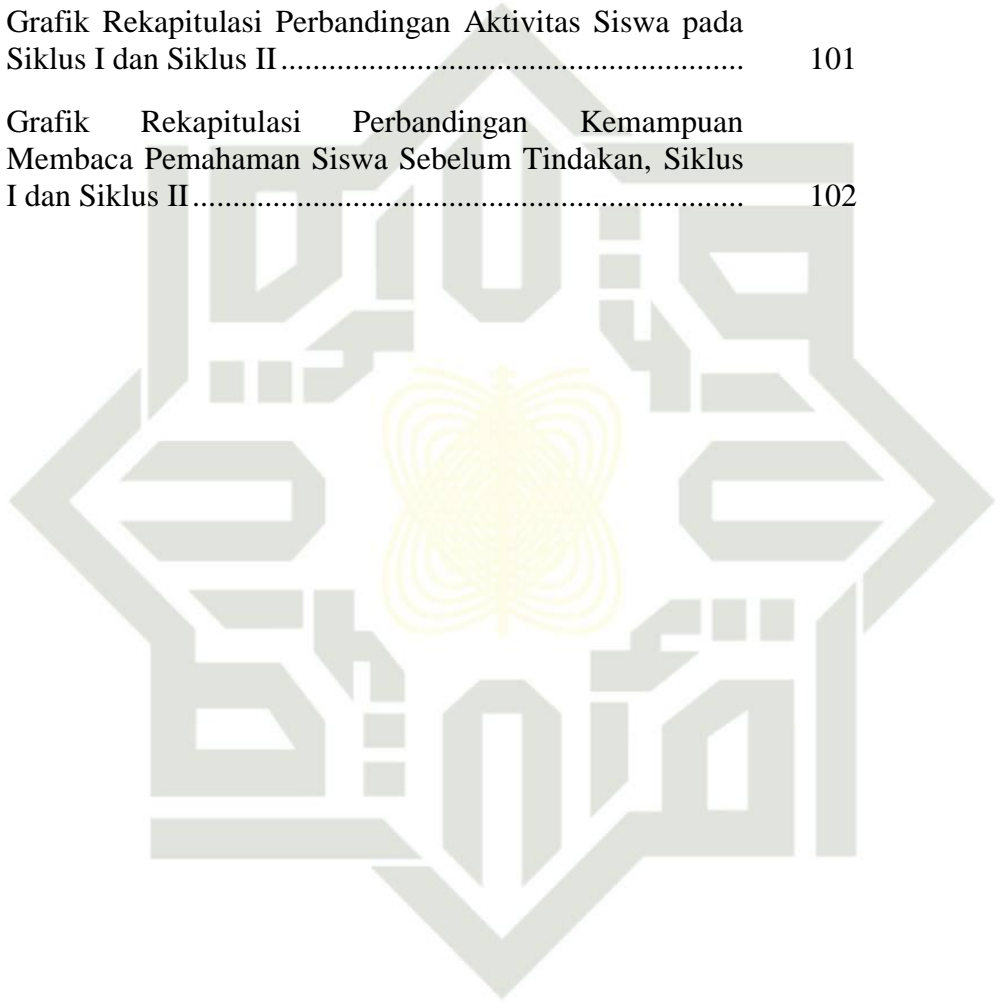 Grafik Rekapitulasi Perbandingan Aktivitas Siswa pada
Siklus I dan Siklus II ......................................................... 101
Grafik Rekapitulasi Perbandingan Kemampuan
Membaca Pemahaman Siswa Sebelum Tindakan, Siklus
I dan Siklus II .................................................................... 102